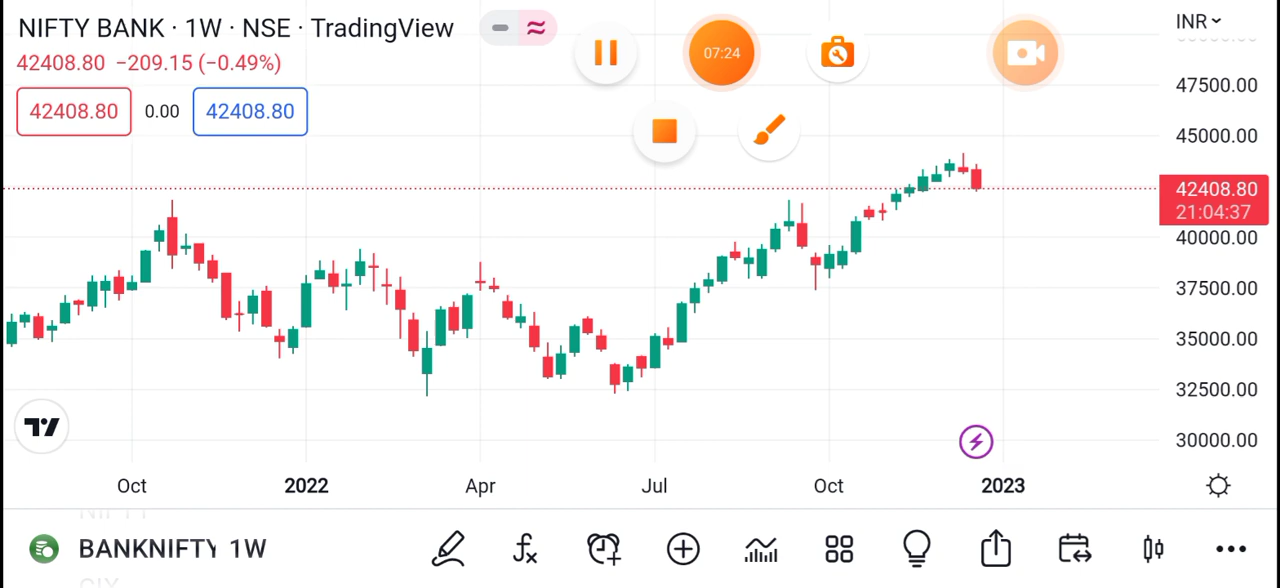 NIFTY BANK · 1W · NSE · TradingView
INR
42408.80 −209.15 (−0.49%)
07:24
42408.80 0.00 42408.80
47500.00
45000.00
42408.80
21:04:37
40000.00
37500.00
35000.00
32500.00
30000.00
Oct 2022 Apr Jul Oct 2023
BANKNIFTY 1W